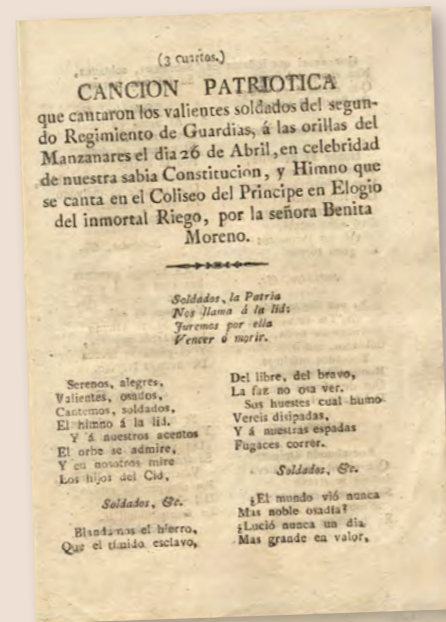 (3 cuartos.)
CANCION PATRIOTICA
que cantaron los valientes soldados del segun-
do Regimiento de Guardias, á las orillas del
Manzanares el dia 26 de Abril, en celebridad
de nuestra sabia Constitucion, y Himno que
se canta en el Coliseo del Principe en Elogio
del inmortal Riego, por la señora Benita
Moreno.
Soldados, la Patria
Nos llama á la lid:
Juremos por ella
Vencer ó morir.
Serenos, alegres,
Valientes, osados,
Cantemos, soldados,
El himno á la lid.
Y á nuestros acentos
El orbe se admire,
Y en nosotros mire
Los hijos del Cid,
Soldados, &c.
Blandamos el hierro,
Que el tímido esclavo,
Del libre, del bravo,
La faz no osa ver.
Sus huestes cual humo
Vereis disipadas,
Y á nuestras espadas
Fugaces correr.
Soldados, &c.
¿El mundo vió nunca
Mas noble osadía?
¿Lució nunca un dia
Mas grande en valor,